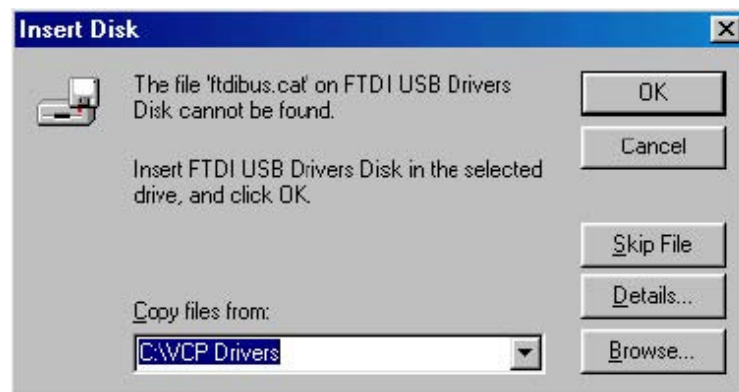 Insert Disk
The file 'ftdibus.cat' on FTDI USB Drivers
Disk cannot be found.
Insert FTDI USB Drivers Disk in the selected
drive, and click OK.
Copy files from:
C:\VCP Drivers
OK
Cancel
Skip File
Details...
Browse...